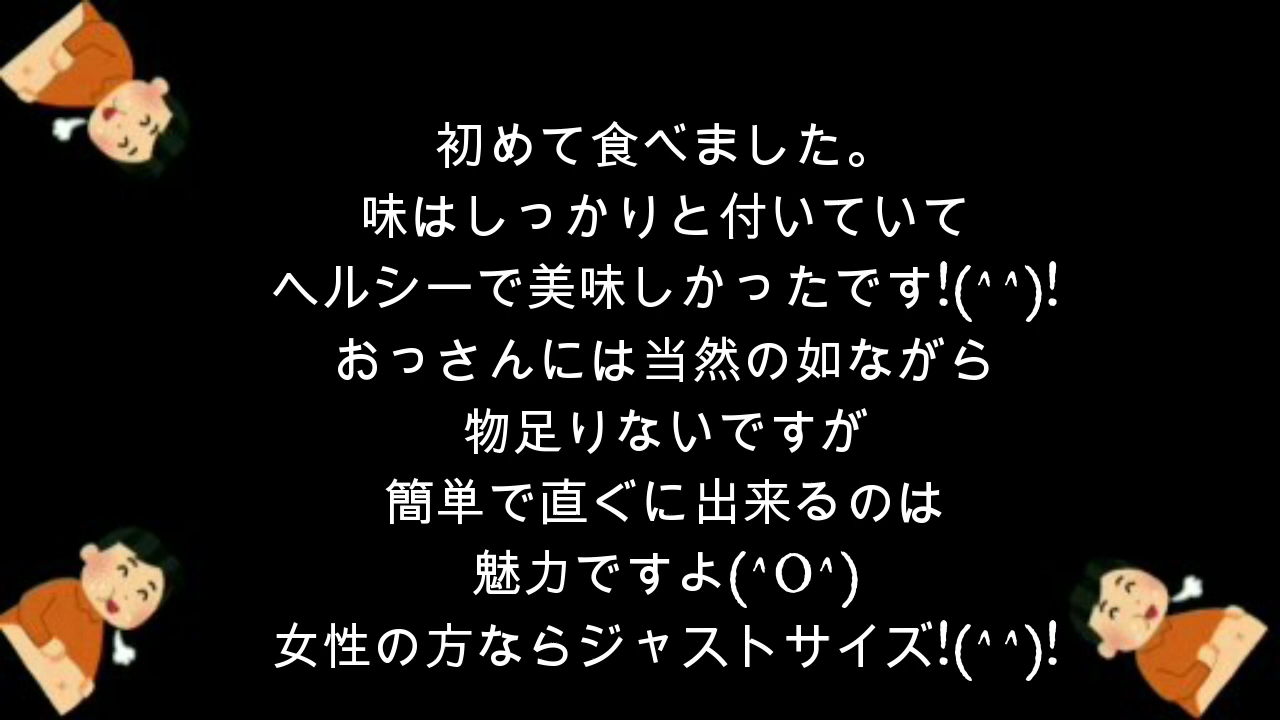 初めて食べました。
味はしっかりと付いていて
ヘルシーで美味しかったです!(^^)!
おっさんには当然の如ながら
物足りないですが
簡単で直ぐに出来るのは
魅力ですよ(^O^)
女性の方ならジャストサイズ!(^^)!